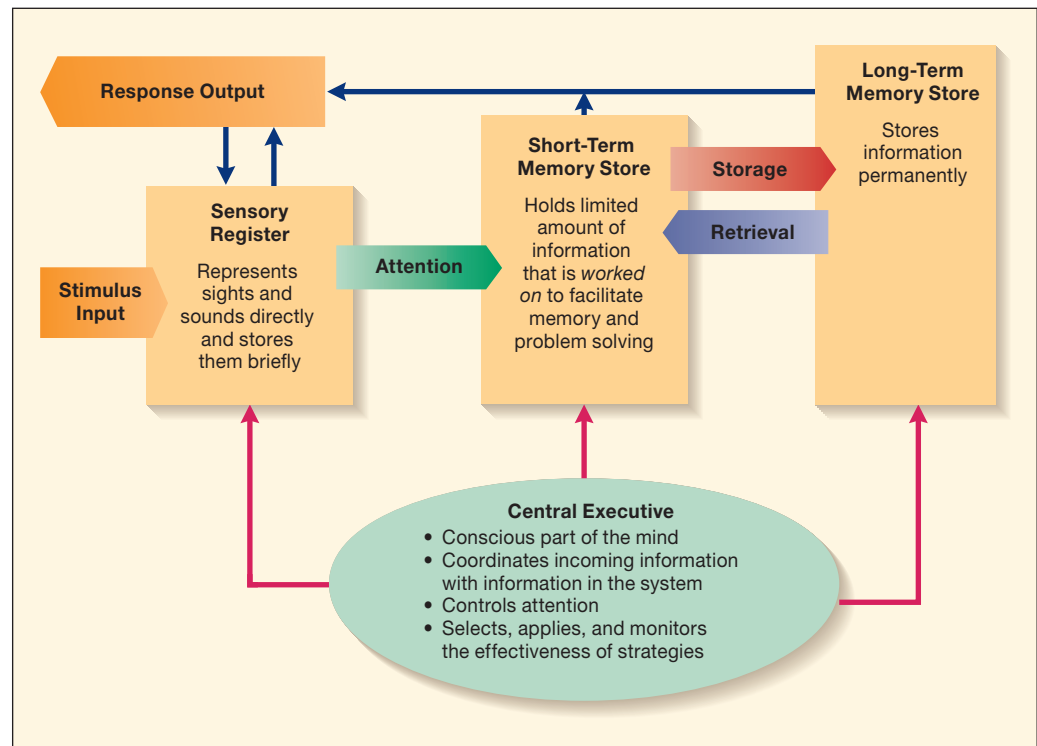 Response Output
Long-Term
Memory Store
Stores
information
permanently
Short-Term
Memory Store
Holds limited
amount of
information
that is worked
on to facilitate
memory and
problem solving
Storage
Retrieval
Sensory
Register
Represents
sights and
sounds directly
and stores
them briefly
Attention
Stimulus
Input
Central Executive
• Conscious part of the mind
• Coordinates incoming information
with information in the system
• Controls attention
• Selects, applies, and monitors
the effectiveness of strategies